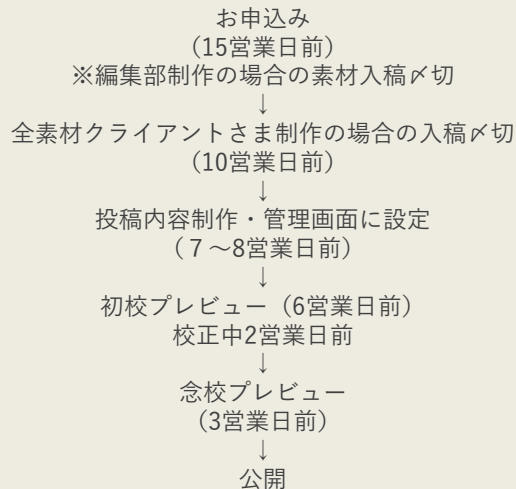 お申込み
(15営業日前)
※編集部制作の場合の素材入稿〆切
↓
全素材クライアントさま制作の場合の入稿〆切
(10営業日前)
↓
投稿内容制作・管理画面に設定
(７～8営業日前)
↓
初校プレビュー（6営業日前)
校正中2営業日前
↓
念校プレビュー
(3営業日前)
↓
公開